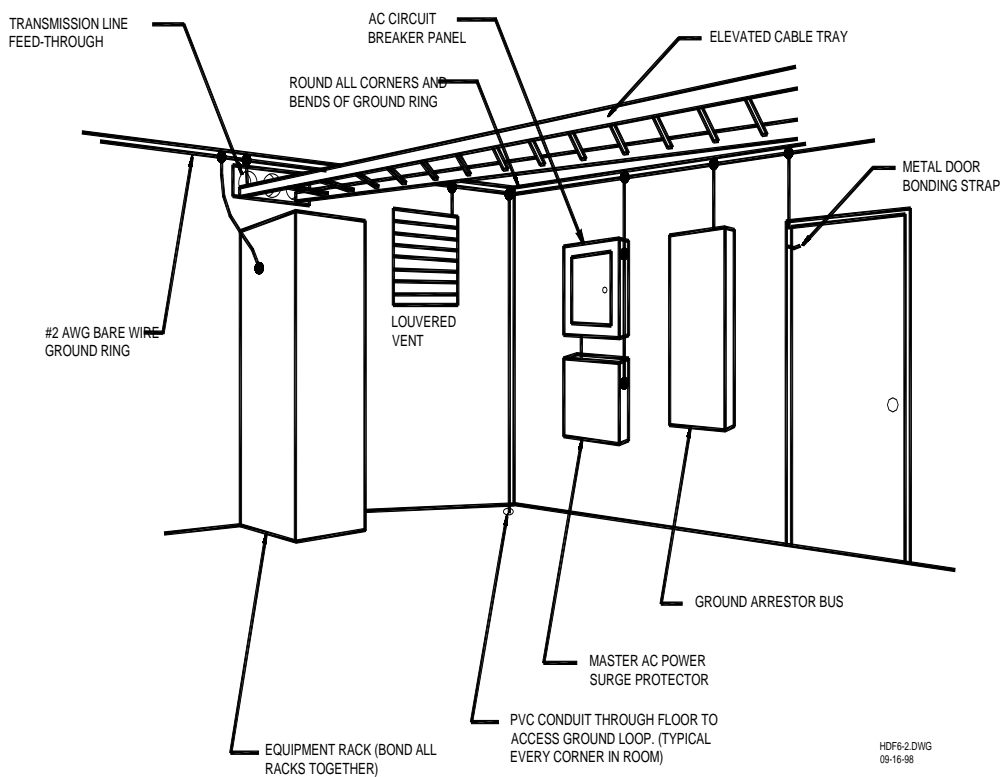 TRANSMISSION LINE
FEED-THROUGH
AC CIRCUIT
BREAKER PANEL
ELEVATED CABLE TRAY
ROUND ALL CORNERS AND
BENDS OF GROUND RING
METAL DOOR
BONDING STRAP
#2 AWG BARE WIRE
GROUND RING
LOUVERED
VENT
GROUND ARRESTOR BUS
MASTER AC POWER
SURGE PROTECTOR
PVC CONDUIT THROUGH FLOOR TO
ACCESS GROUND LOOP. (TYPICAL
EVERY CORNER IN ROOM)
EQUIPMENT RACK (BOND ALL
RACKS TOGETHER)
HDF6-2.DWG
09-16-98